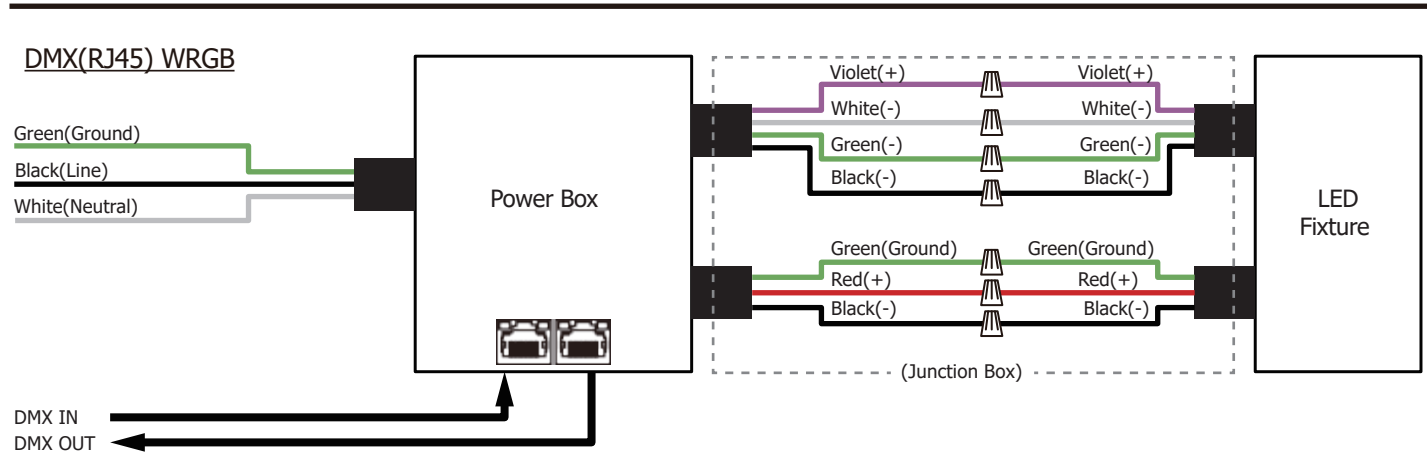 DMX(RJ45) WRGB
Green(Ground)
Black(Line)
White(Neutral)
Power Box
Violet(+) Violet(+)
White(-) White(-)
Green(-) Green(-)
Black(-) Black(-)
Green(Ground) Green(Ground)
Red(+) Red(+)
Black(-) Black(-)
(Junction Box)
LED
Fixture
DMX IN
DMX OUT